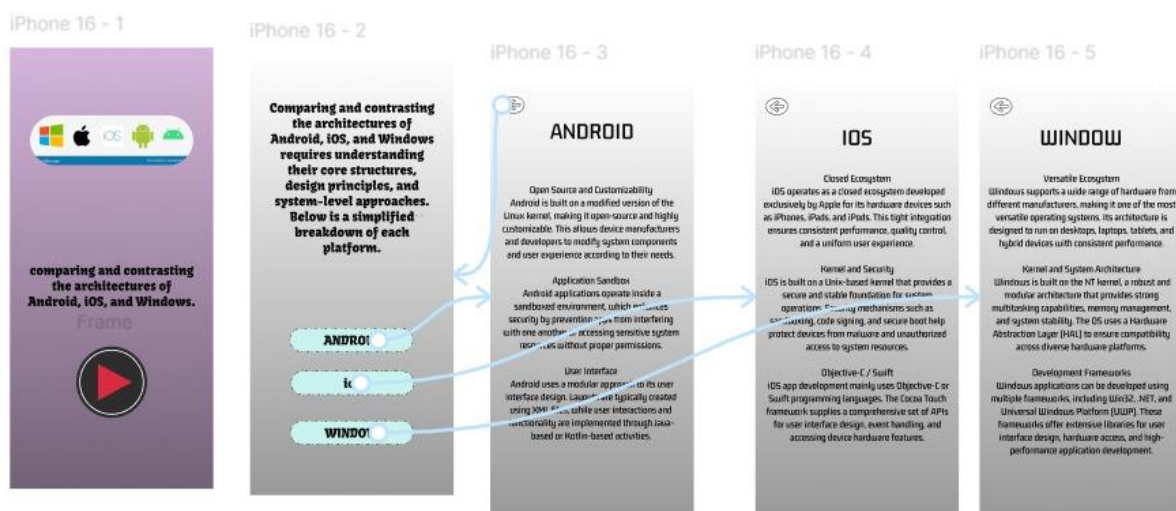 iPhone 16 - 1
iOS
comparing and contrasting
the architectures of
Android, iOS, and Windows.
Frame
iPhone 16 - 2
Comparing and contrasting
the architectures of
Android, iOS, and Windows
requires understanding
their core structures,
design principles, and
system-level approaches.
Below is a simplified
breakdown of each
platform.
ANDROI
WINDO
iPhone 16 - 3
ANDROID
Open Source and Customizability
Android is built on a modified version of the
Linux kernel, making it open-source and highly
customizable. This allows device manufacturers
and developers to modify system components
and user experience according to their needs.
Application Sandbox
Android applications operate inside a
sandboxed environment, which enhances
security by preventing apps from interfering
with one another or accessing sensitive system
resources without proper permissions.
User Interface
Android uses a modular approach to its user
interface design. Layouts are typically created
using XML files, while user interactions and
functionality are implemented through Java-
based or Kotlin-based activities.
iPhone 16 - 4
IOS
Closed Ecosystem
iOS operates as a closed ecosystem developed
exclusively by Apple for its hardware devices such
as iPhones, iPads, and iPods. This tight integration
ensures consistent performance, quality control,
and a uniform user experience.
Kernel and Security
iOS is built on a Unix-based kernel that provides a
secure and stable foundation for system
operations. Security mechanisms such as
sandboxing, code signing, and secure boot help
protect devices from malware and unauthorized
access to system resources.
Objective-C / Swift
iOS app development mainly uses Objective-C or
Swift programming languages. The Cocoa Touch
framework supplies a comprehensive set of APIs
for user interface design, event handling, and
accessing device hardware features.
iPhone 16 - 5
WINDOW
Versatile Ecosystem
Windows supports a wide range of hardware from
different manufacturers, making it one of the most
versatile operating systems. Its architecture is
designed to run on desktops, laptops, tablets, and
hybrid devices with consistent performance.
Kernel and System Architecture
Windows is built on the NT kernel, a robust and
modular architecture that provides strong
multitasking capabilities, memory management,
and system stability. The OS uses a Hardware
Abstraction Layer (HAL) to ensure compatibility
across diverse hardware platforms.
Development Frameworks
Windows applications can be developed using
multiple frameworks, including Win32, .NET, and
Universal Windows Platform (UWP). These
frameworks offer extensive libraries for user
interface design, hardware access, and high-
performance application development.